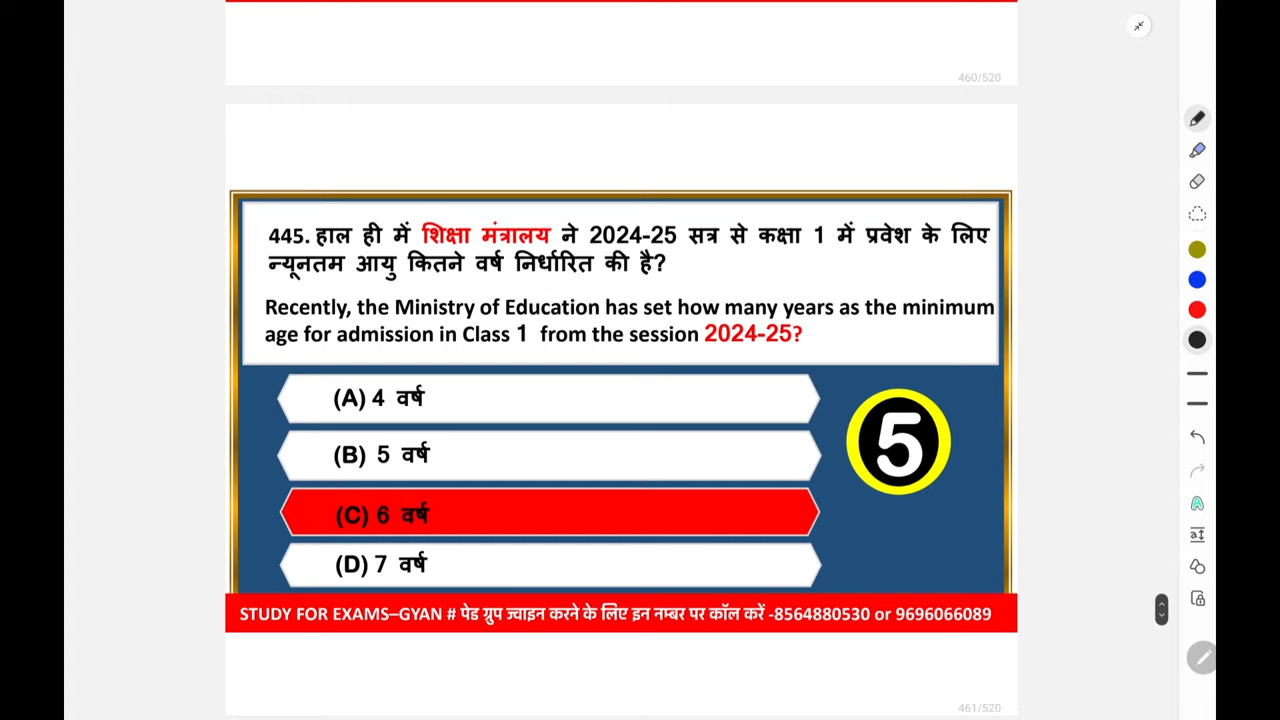 460/520
445. हाल ही में शिक्षा मंत्रालय ने 2024-25 सत्र से कक्षा 1 में प्रवेश के लिए
न्यूनतम आयु कितने वर्ष निर्धारित की है?
Recently, the Ministry of Education has set how many years as the minimum
age for admission in Class 1 from the session 2024-25?
(A) 4 वर्ष
(B) 5 वर्ष
5
(C) 6 वर्ष
(D) 7 वर्ष
STUDY FOR EXAMS–GYAN # पेड ग्रुप ज्वाइन करने के लिए इन नम्बर पर कॉल करें -8564880530 or 9696066089
461/520